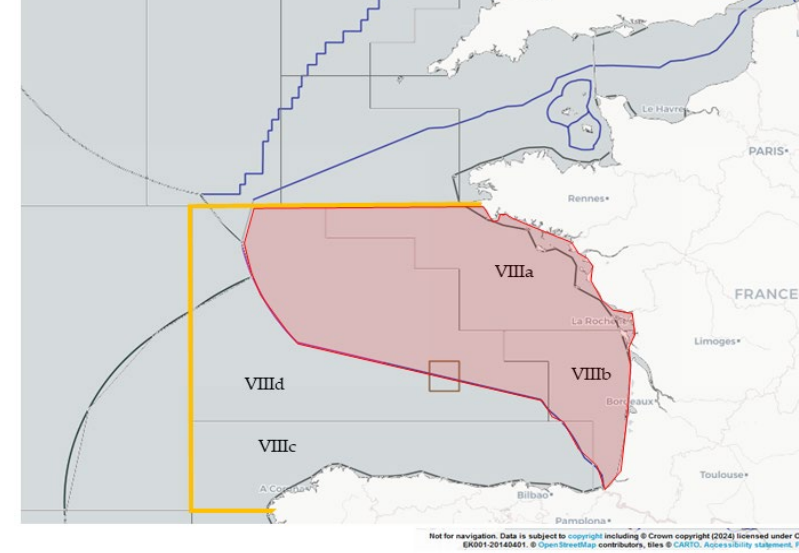 Le Havre
PARIS
Rennes
VIIIa
FRANCE
La Roche
Limoges
VIIId
VIIIb
Bordeaux
VIIIc
Toulouse
A Coruña
Bilbao
Pamplona
Not for navigation. Data is subject to copyright including © Crown copyright (2024) licensed under
EK001-20140401. © OpenStreetMap contributors, tiles © CARTO. Accessibility statement.